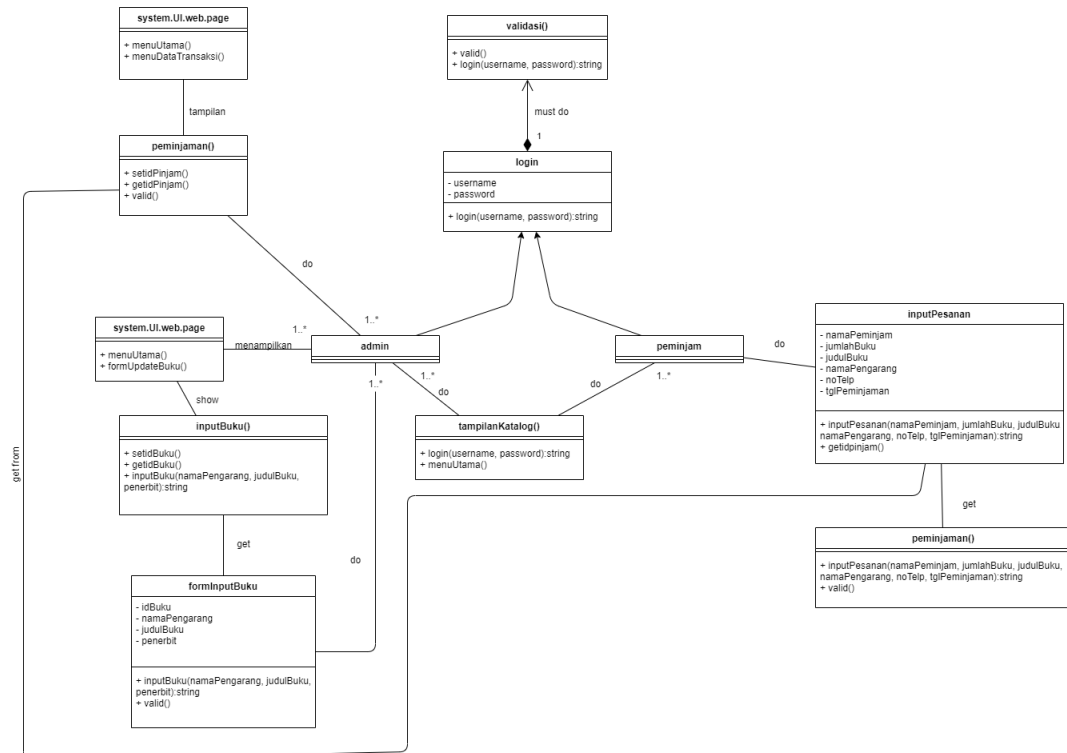 system.UI.web.page
+ menuUtama()
+ menuDataTransaksi()
tampilan
peminjaman()
+ setidPinjam()
+ getidPinjam()
+ valid()
validasi()
+ valid()
+ login(username, password):string
must do
1
login
- username
- password
+ login(username, password):string
do
1..*
system.UI.web.page
+ menuUtama()
+ formUpdateBuku()
menampilkan
1..*
admin
1..*
1..*
do
peminjam
1..*
do
do
inputPesanan
- namaPeminjam
- jumlahBuku
- judulBuku
- namaPengarang
- noTelp
- tglPeminjaman
+ inputPesanan(namaPeminjam, jumlahBuku, judulBuku
namaPengarang, noTelp, tglPeminjaman):string
+ getidpinjam()
show
inputBuku()
+ setidBuku()
+ getidBuku()
+ inputBuku(namaPengarang, judulBuku,
penerbit):string
tampilanKatalog()
+ login(username, password):string
+ menuUtama()
get from
get
get
do
formInputBuku
- idBuku
- namaPengarang
- judulBuku
- penerbit
+ inputBuku(namaPengarang, judulBuku,
penerbit):string
+ valid()
peminjaman()
+ inputPesanan(namaPeminjam, jumlahBuku, judulBuku,
namaPengarang, noTelp, tglPeminjaman):string
+ valid()